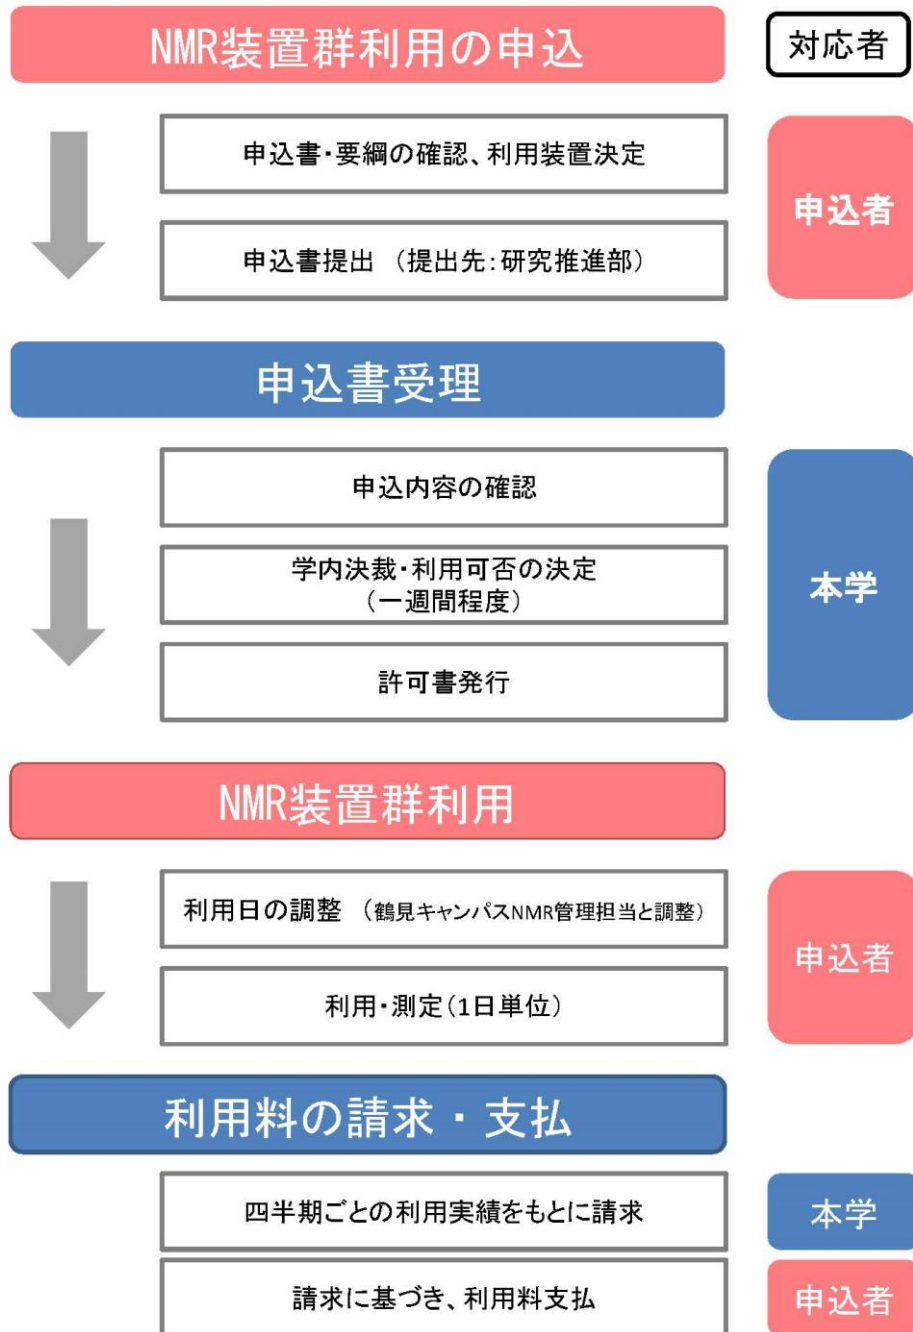 NMR装置群利用の申込
対応者
申込書・要綱の確認、利用装置決定
申込者
申込書提出 （提出先：研究推進部）
申込書受理
申込内容の確認
学内決裁・利用可否の決定
（一週間程度）
本学
許可書発行
NMR装置群利用
利用日の調整 （鶴見キャンパスNMR管理担当と調整）
申込者
利用・測定（1日単位）
利用料の請求・支払
四半期ごとの利用実績をもとに請求
本学
請求に基づき、利用料支払
申込者